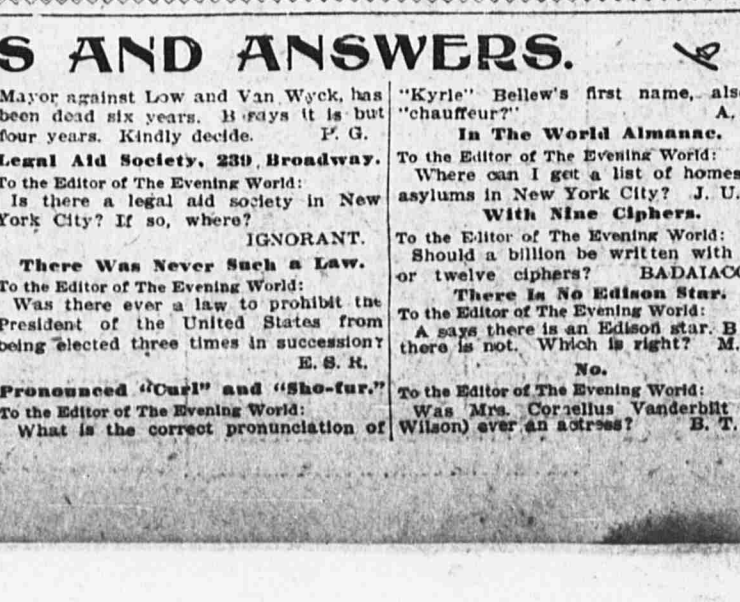 S AND ANSWERS.
Mayor against Low and Van Wyck, has
been dead six years. B says it is but
four years. Kindly decide. P. G.
Legal Aid Society, 239 Broadway.
To the Editor of The Evening World:
Is there a legal aid society in New
York City? If so, where?
IGNORANT.
There Was Never Such a Law.
To the Editor of The Evening World:
Was there ever a law to prohibit the
President of the United States from
being elected three times in succession?
E. S. R.
Pronounced "Curl" and "Sho-fur."
To the Editor of The Evening World:
What is the correct pronunciation of
"Kyrle" Bellew's first name, als
"chauffeur?" A.
In The World Almanac.
To the Editor of The Evening World:
Where can I get a list of homes
asylums in New York City? J. U.
With Nine Ciphers.
To the Editor of The Evening World:
Should a billion be written with
or twelve ciphers? BADAIACO
There Is No Edison Star.
To the Editor of The Evening World:
A says there is an Edison star. B
there is not. Which is right? M.
No.
To the Editor of The Evening World:
Was Mrs. Cornelius Vanderbilt
Wilson) ever an actress? B. T.